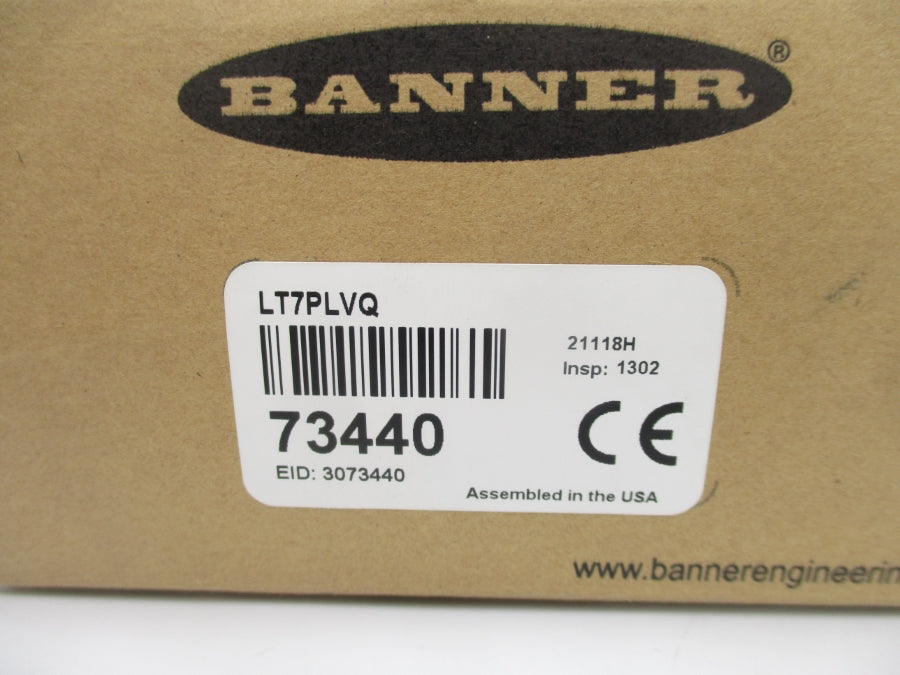 BANNER®
LT7PLVQ
21118H
Insp: 1302
73440
CE
EID: 3073440
Assembled in the USA
www.bannerengineerin